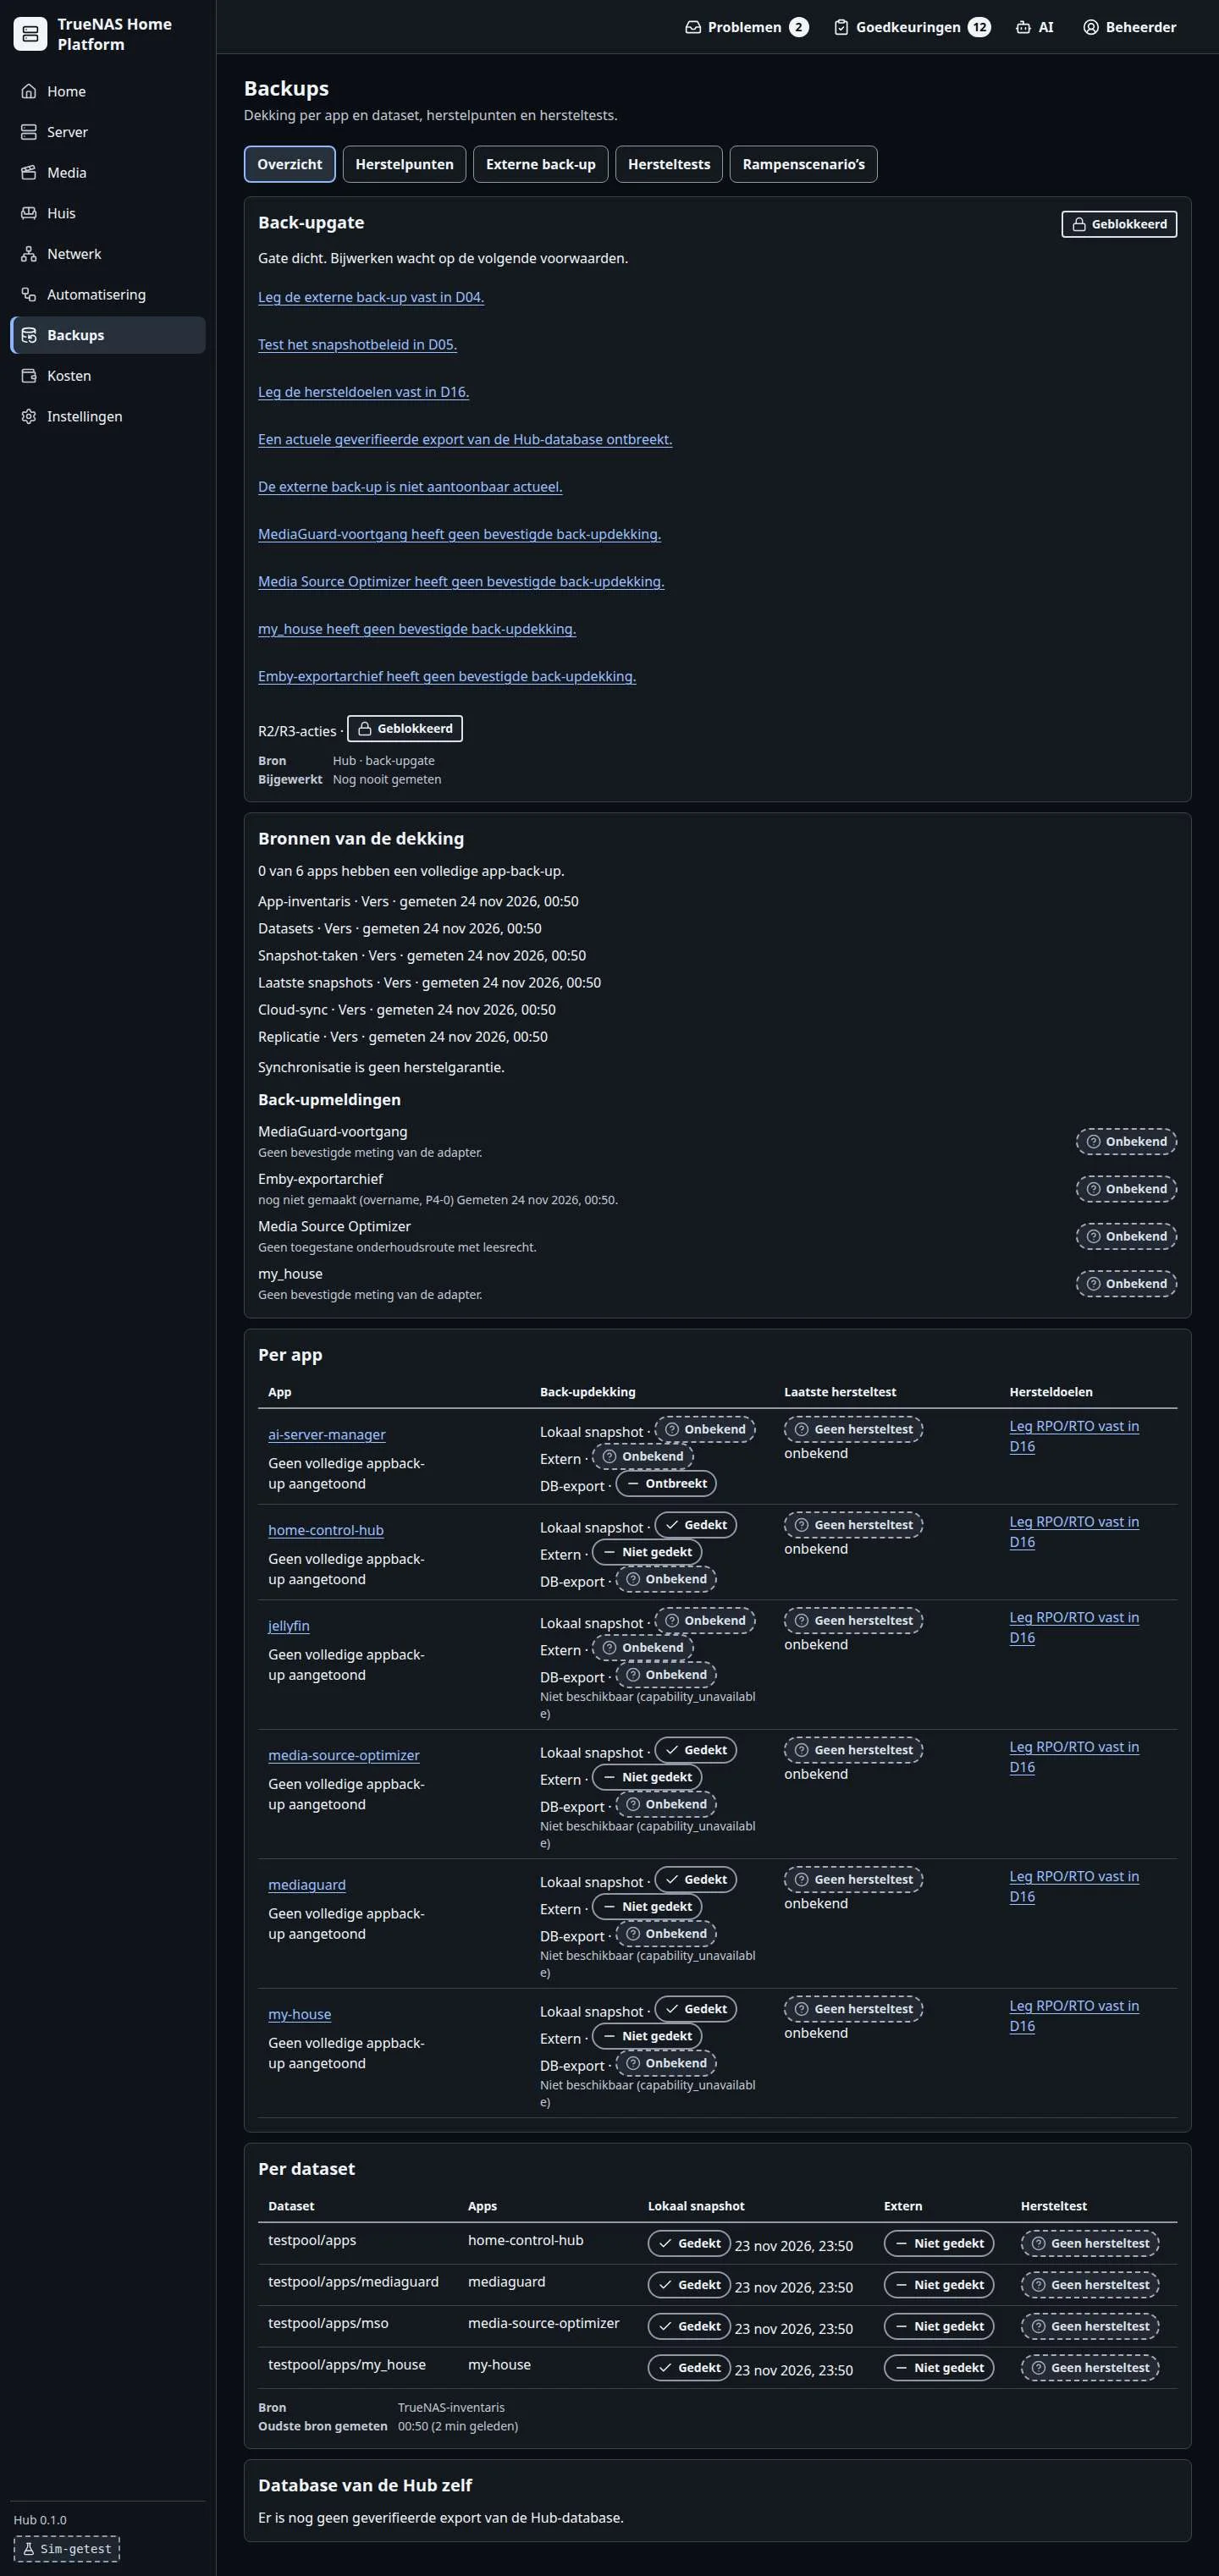 TrueNAS Home
Platform
Problemen 2
Goedkeuringen 12
AI
Beheerder
Home
Server
Media
Huis
Netwerk
Automatisering
Backups
Kosten
Instellingen
Hub 0.1.0
Sim-getest
Backups
Dekking per app en dataset, herstelpunten en hersteltests.
Overzicht Herstelpunten Externe back-up Hersteltests Rampenscenario’s
Back-upgate Geblokkeerd
Gate dicht. Bijwerken wacht op de volgende voorwaarden.
Leg de externe back-up vast in D04.
Test het snapshotbeleid in D05.
Leg de hersteldoelen vast in D16.
Een actuele geverifieerde export van de Hub-database ontbreekt.
De externe back-up is niet aantoonbaar actueel.
MediaGuard-voortgang heeft geen bevestigde back-updekking.
Media Source Optimizer heeft geen bevestigde back-updekking.
my_house heeft geen bevestigde back-updekking.
Emby-exportarchief heeft geen bevestigde back-updekking.
R2/R3-acties · Geblokkeerd
Bron Hub · back-upgate
Bijgewerkt Nog nooit gemeten
Bronnen van de dekking
0 van 6 apps hebben een volledige app-back-up.
App-inventaris · Vers · gemeten 24 nov 2026, 00:50
Datasets · Vers · gemeten 24 nov 2026, 00:50
Snapshot-taken · Vers · gemeten 24 nov 2026, 00:50
Laatste snapshots · Vers · gemeten 24 nov 2026, 00:50
Cloud-sync · Vers · gemeten 24 nov 2026, 00:50
Replicatie · Vers · gemeten 24 nov 2026, 00:50
Synchronisatie is geen herstelgarantie.
Back-upmeldingen
MediaGuard-voortgang
Geen bevestigde meting van de adapter.
Onbekend
Emby-exportarchief
nog niet gemaakt (overname, P4-0) Gemeten 24 nov 2026, 00:50.
Onbekend
Media Source Optimizer
Geen toegestane onderhoudsroute met leesrecht.
Onbekend
my_house
Geen bevestigde meting van de adapter.
Onbekend
Per app
App Back-updekking Laatste hersteltest Hersteldoelen
ai-server-manager
Geen volledige appback-
up aangetoond
Lokaal snapshot · Onbekend
Extern · Onbekend
DB-export · Ontbreekt
Geen hersteltest
onbekend
Leg RPO/RTO vast in
D16
home-control-hub
Geen volledige appback-
up aangetoond
Lokaal snapshot · Gedekt
Extern · Niet gedekt
DB-export · Onbekend
Geen hersteltest
onbekend
Leg RPO/RTO vast in
D16
jellyfin
Geen volledige appback-
up aangetoond
Lokaal snapshot · Onbekend
Extern · Onbekend
DB-export · Onbekend
Niet beschikbaar (capability_unavailabl
e)
Geen hersteltest
onbekend
Leg RPO/RTO vast in
D16
media-source-optimizer
Geen volledige appback-
up aangetoond
Lokaal snapshot · Gedekt
Extern · Niet gedekt
DB-export · Onbekend
Niet beschikbaar (capability_unavailabl
e)
Geen hersteltest
onbekend
Leg RPO/RTO vast in
D16
mediaguard
Geen volledige appback-
up aangetoond
Lokaal snapshot · Gedekt
Extern · Niet gedekt
DB-export · Onbekend
Niet beschikbaar (capability_unavailabl
e)
Geen hersteltest
onbekend
Leg RPO/RTO vast in
D16
my-house
Geen volledige appback-
up aangetoond
Lokaal snapshot · Gedekt
Extern · Niet gedekt
DB-export · Onbekend
Niet beschikbaar (capability_unavailabl
e)
Geen hersteltest
onbekend
Leg RPO/RTO vast in
D16
Per dataset
Dataset Apps Lokaal snapshot Extern Hersteltest
testpool/apps home-control-hub Gedekt 23 nov 2026, 23:50 Niet gedekt Geen hersteltest
testpool/apps/mediaguard mediaguard Gedekt 23 nov 2026, 23:50 Niet gedekt Geen hersteltest
testpool/apps/mso media-source-optimizer Gedekt 23 nov 2026, 23:50 Niet gedekt Geen hersteltest
testpool/apps/my_house my-house Gedekt 23 nov 2026, 23:50 Niet gedekt Geen hersteltest
Bron TrueNAS-inventaris
Oudste bron gemeten 00:50 (2 min geleden)
Database van de Hub zelf
Er is nog geen geverifieerde export van de Hub-database.